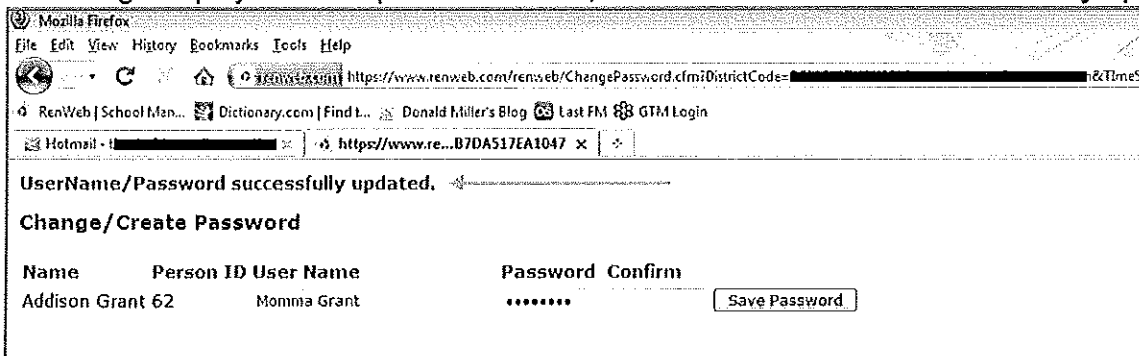 Mozilla Firefox
File Edit View History Bookmarks Tools Help
https://www.renweb.com/renweb/ChangePassword.cfm?DistrictCode= n&TimeS
RenWeb | School Man... Dictionary.com | Find t... Donald Miller's Blog Last FM GTM Login
Hotmail - t https://www.re...B7DA517EA1047
UserName/Password successfully updated.
Change/Create Password
Name Person ID User Name Password Confirm
Addison Grant 62 Momma Grant •••••••• Save Password